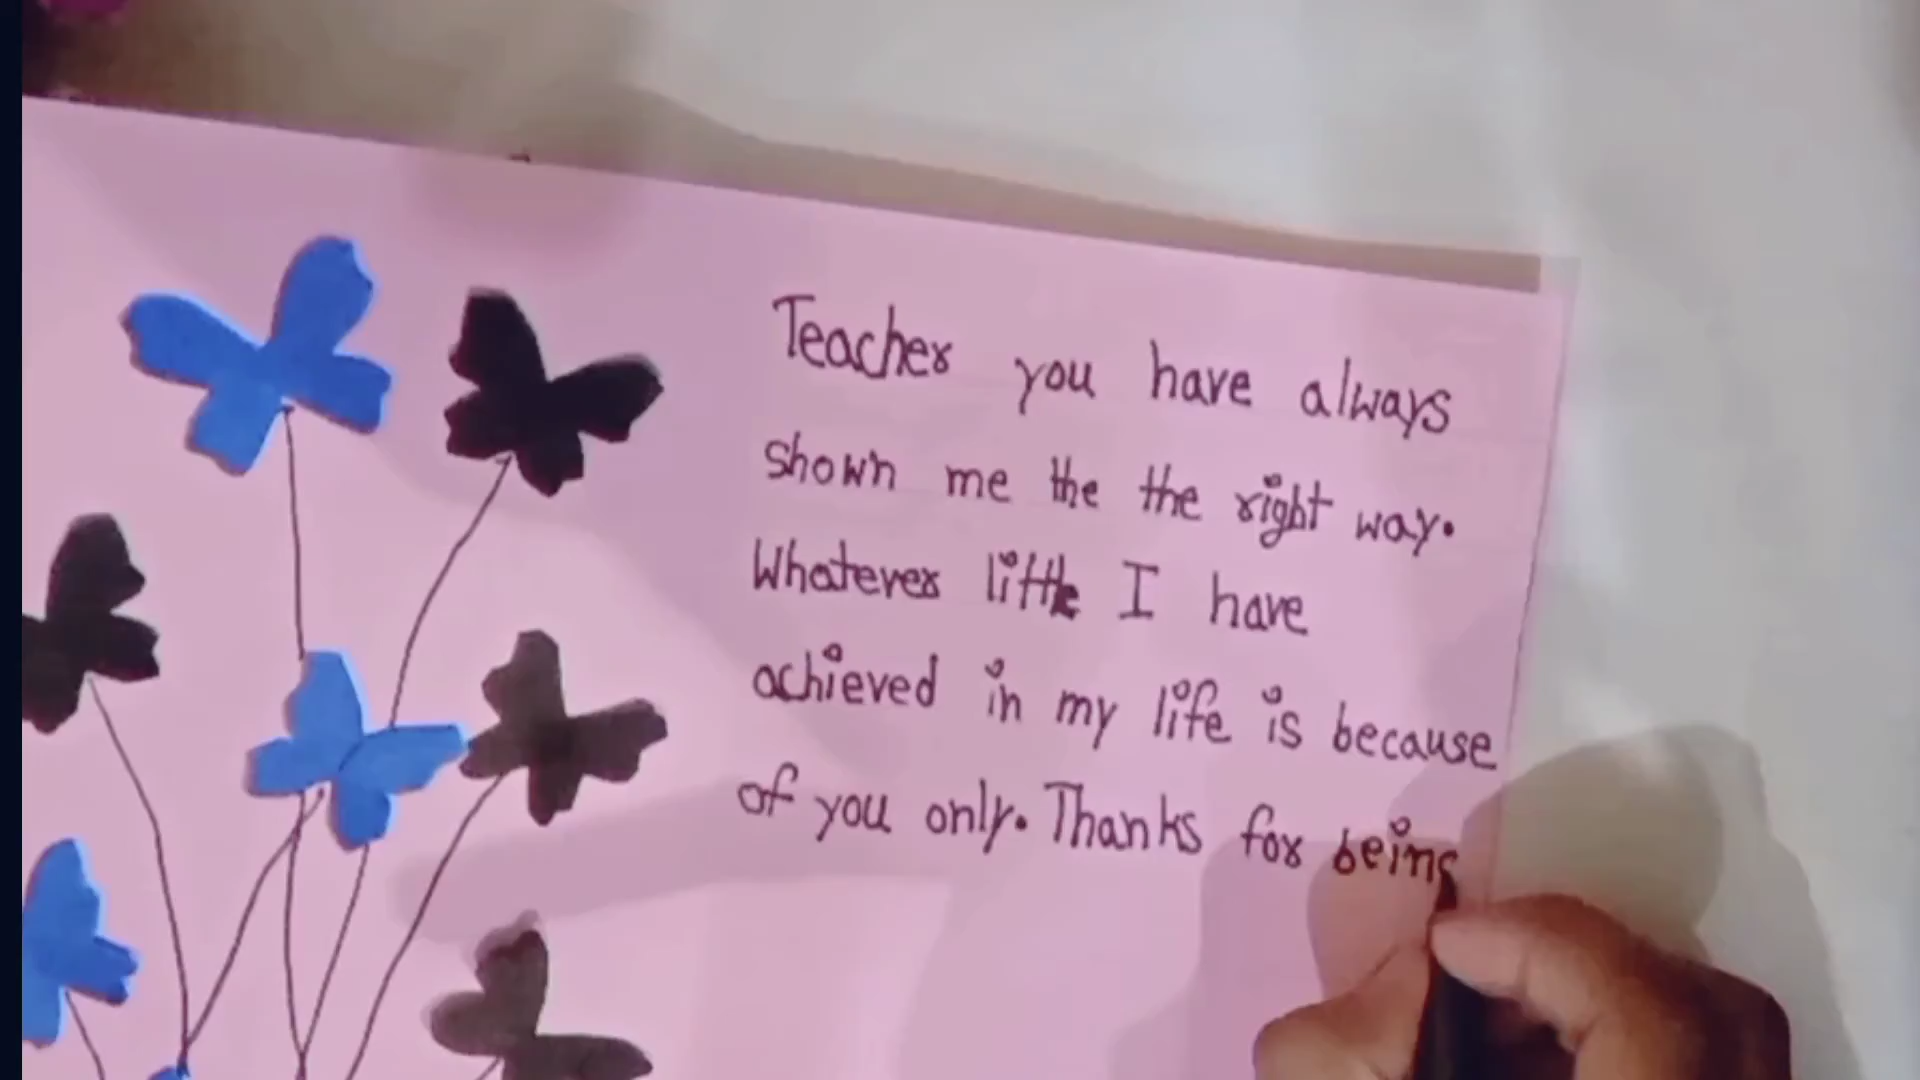 Teacher you have always
shown me the the right way.
Whatever little I have
achieved in my life is because
of you only. Thanks for being